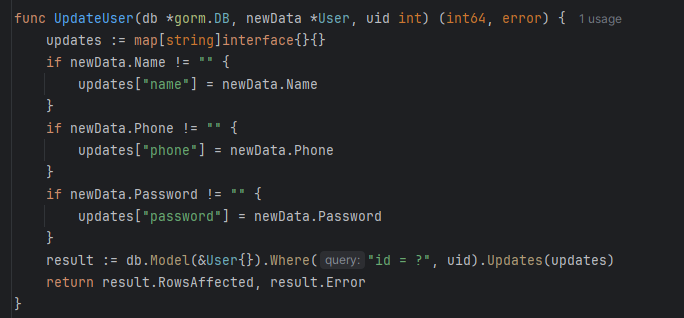 func UpdateUser(db *gorm.DB, newData *User, uid int) (int64, error) { 1 usage
    updates := map[string]interface{}{}
    if newData.Name != "" {
        updates["name"] = newData.Name
    }
    if newData.Phone != "" {
        updates["phone"] = newData.Phone
    }
    if newData.Password != "" {
        updates["password"] = newData.Password
    }
    result := db.Model(&User{}).Where( query: "id = ?", uid).Updates(updates)
    return result.RowsAffected, result.Error
}